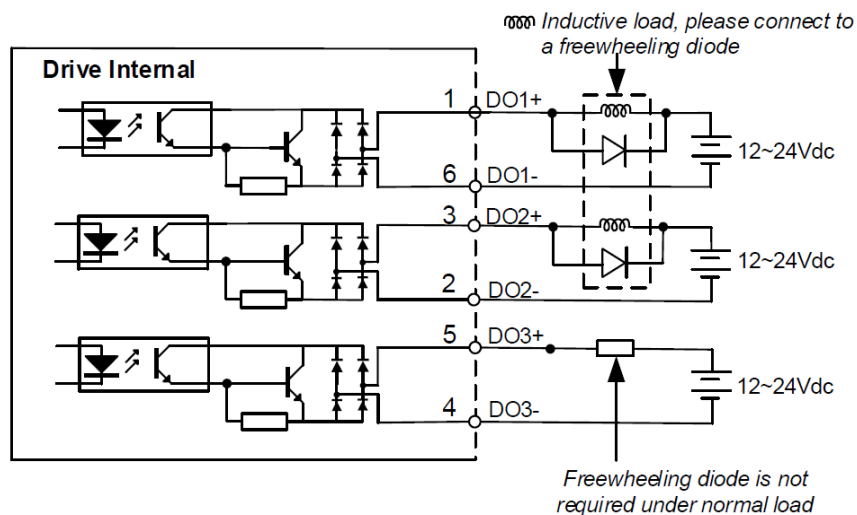 Inductive load, please connect to
a freewheeling diode
Drive Internal
1 DO1+
12~24Vdc
6 DO1-
3 DO2+
12~24Vdc
2 DO2-
5 DO3+
12~24Vdc
4 DO3-
Freewheeling diode is not
required under normal load